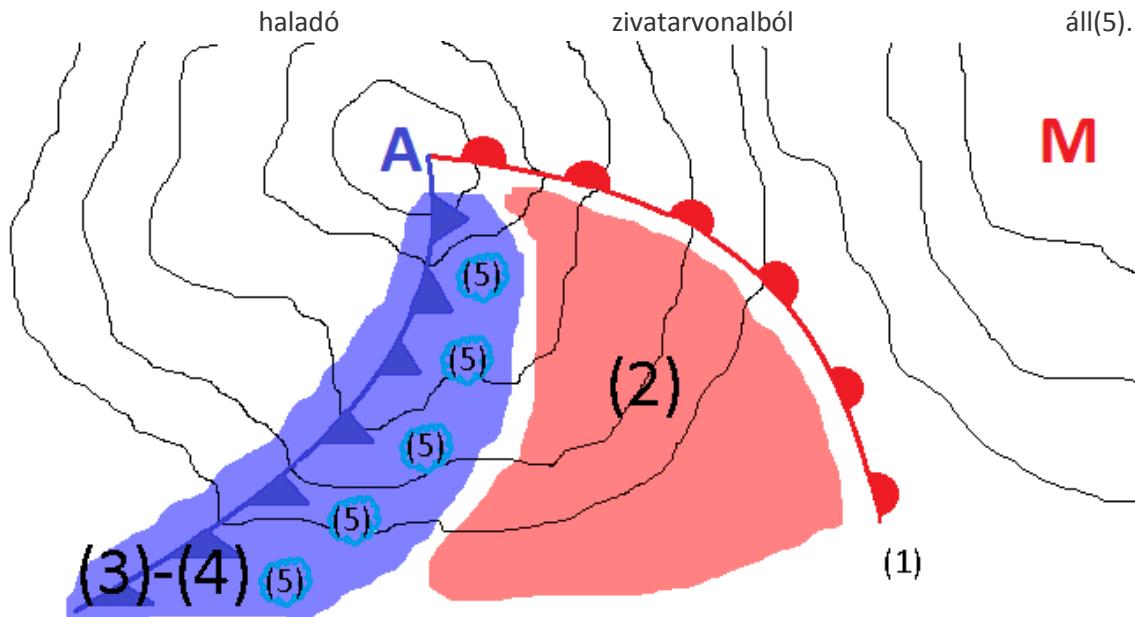 haladó zivatarvonalból áll(5).
A
M
(5)
(5)
(2)
(5)
(5)
(1)
(3)-(4)
(5)